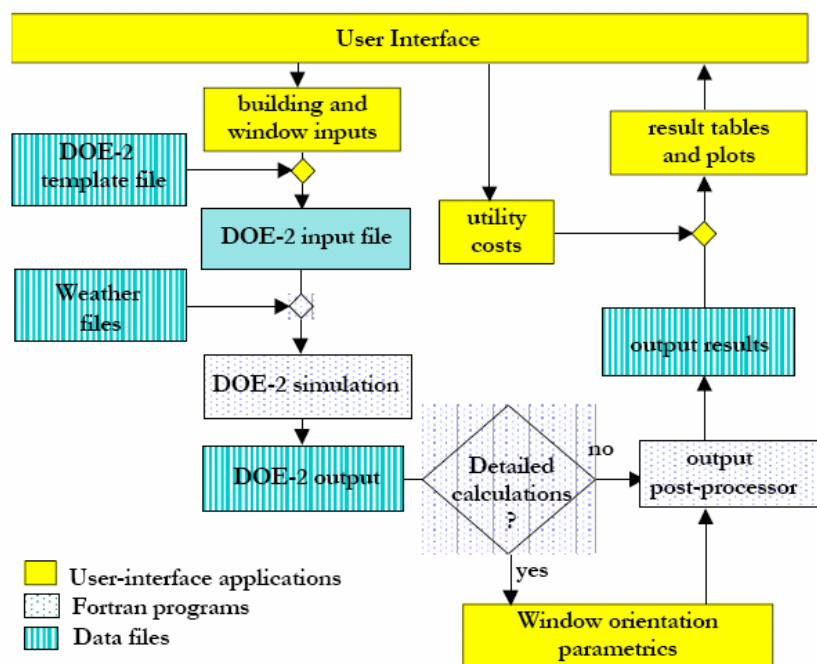 User Interface
building and
window inputs
result tables
and plots
DOE-2
template file
utility
costs
DOE-2 input file
Weather
files
output results
DOE-2 simulation
DOE-2 output
Detailed
calculations
?
no
output
post-processor
yes
Window orientation
parametrics
User-interface applications
Fortran programs
Data files